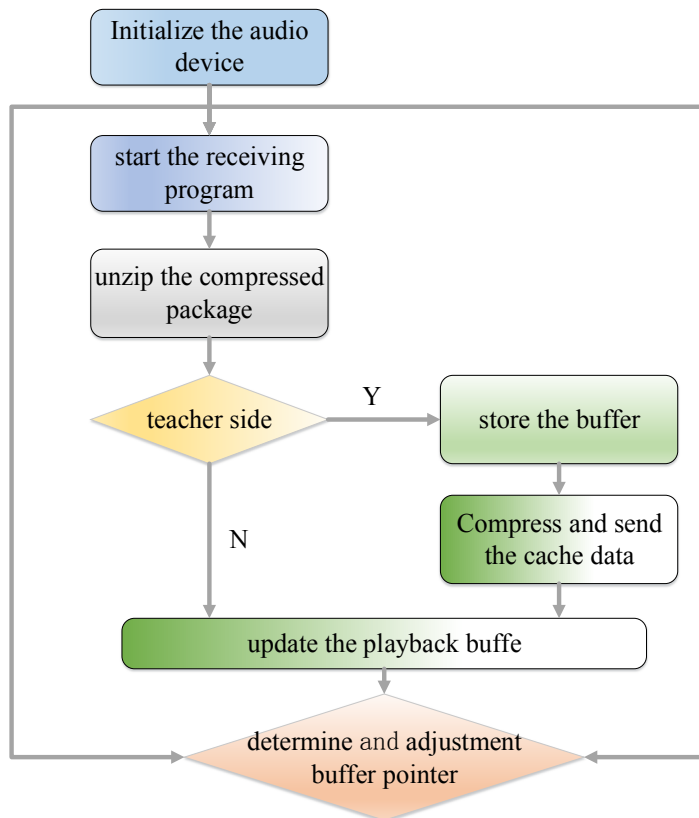 Initialize the audio
device
start the receiving
program
unzip the compressed
package
teacher side
Y
store the buffer
N
Compress and send
the cache data
update the playback buffe
determine and adjustment
buffer pointer